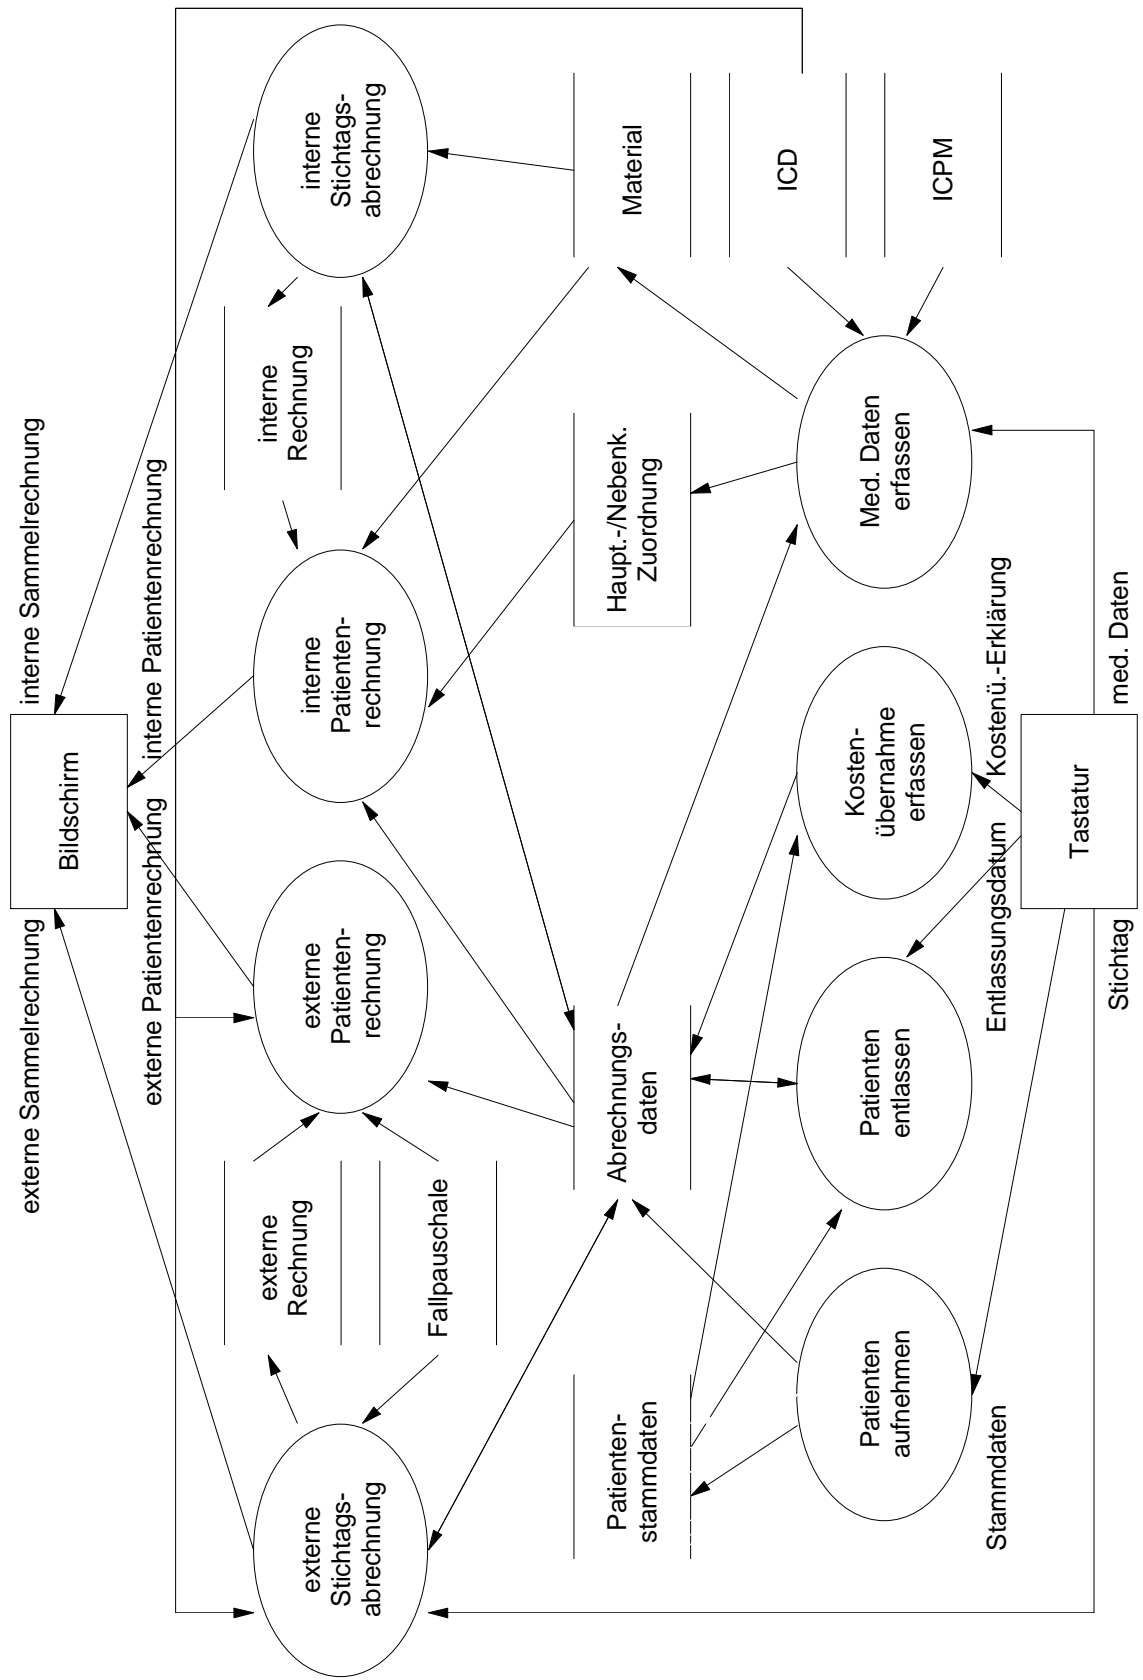 externe Sammelrechnung
Bildschirm
interne Sammelrechnung
externe Patientenrechnung
interne Patientenrechnung
externe
Stichtags-
abrechnung
externe
Rechnung
Fallpauschale
externe
Patienten-
rechnung
interne
Patienten-
rechnung
interne
Rechnung
interne
Stichtags-
abrechnung
Patienten-
stammdaten
Abrechnungs-
daten
Haupt.-/Nebenk.
Zuordnung
Material
ICD
ICPM
Patienten
aufnehmen
Patienten
entlassen
Kosten-
übernahme
erfassen
Med. Daten
erfassen
Stammdaten
Entlassungsdatum
Kostenü.-Erklärung
Stichtag
Tastatur
med. Daten